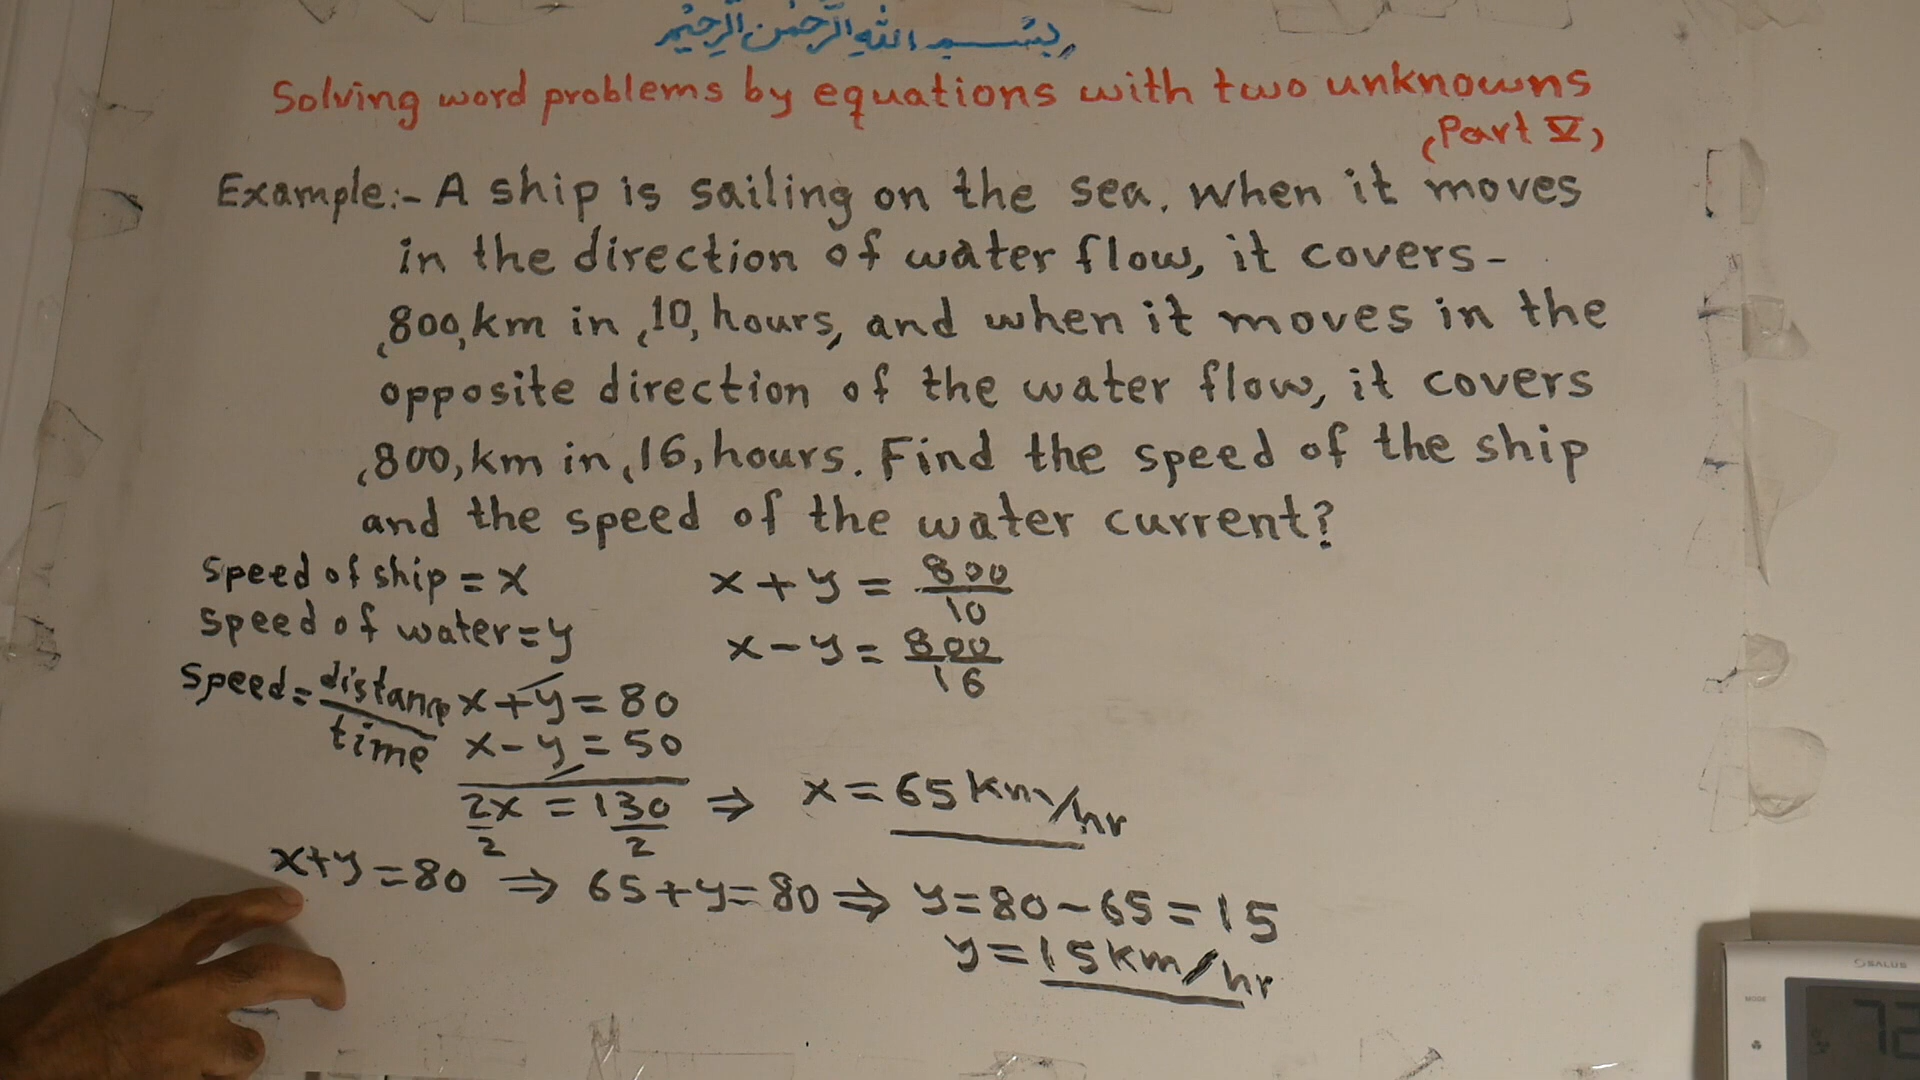 بِسْمِ اللهِ الرَّحْمٰنِ الرَّحِيْمِ
Solving word problems by equations with two unknowns
(Part V)
Example:- A ship is sailing on the sea. When it moves
in the direction of water flow, it covers-
(800) km in (10) hours, and when it moves in the
opposite direction of the water flow, it covers
(800) km in (16) hours. Find the speed of the ship
and the speed of the water current?
Speed of ship = x
x + y = 800/10
Speed of water = y
x - y = 800/16
Speed = distance/time
x + y = 80
x - y = 50
2x/2 = 130/2 ⇒ x = 65 km/hr
x+y = 80 ⇒ 65 + y = 80 ⇒ y = 80 - 65 = 15
y = 15 km/hr
SALUS
MODE
72